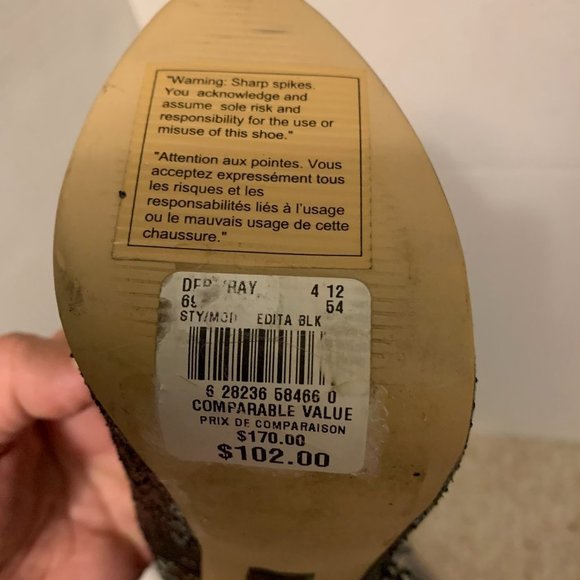 "Warning: Sharp spikes.
You acknowledge and
assume sole risk and
responsibility for the use or
misuse of this shoe."
"Attention aux pointes. Vous
acceptez expressément tous
les risques et les
responsabilités liés à l'usage
ou le mauvais usage de cette
chaussure."
4 12
54
EDITA BLK
6 28236 58466 0
COMPARABLE VALUE
PRIX DE COMPARAISON
$170.00
$102.00